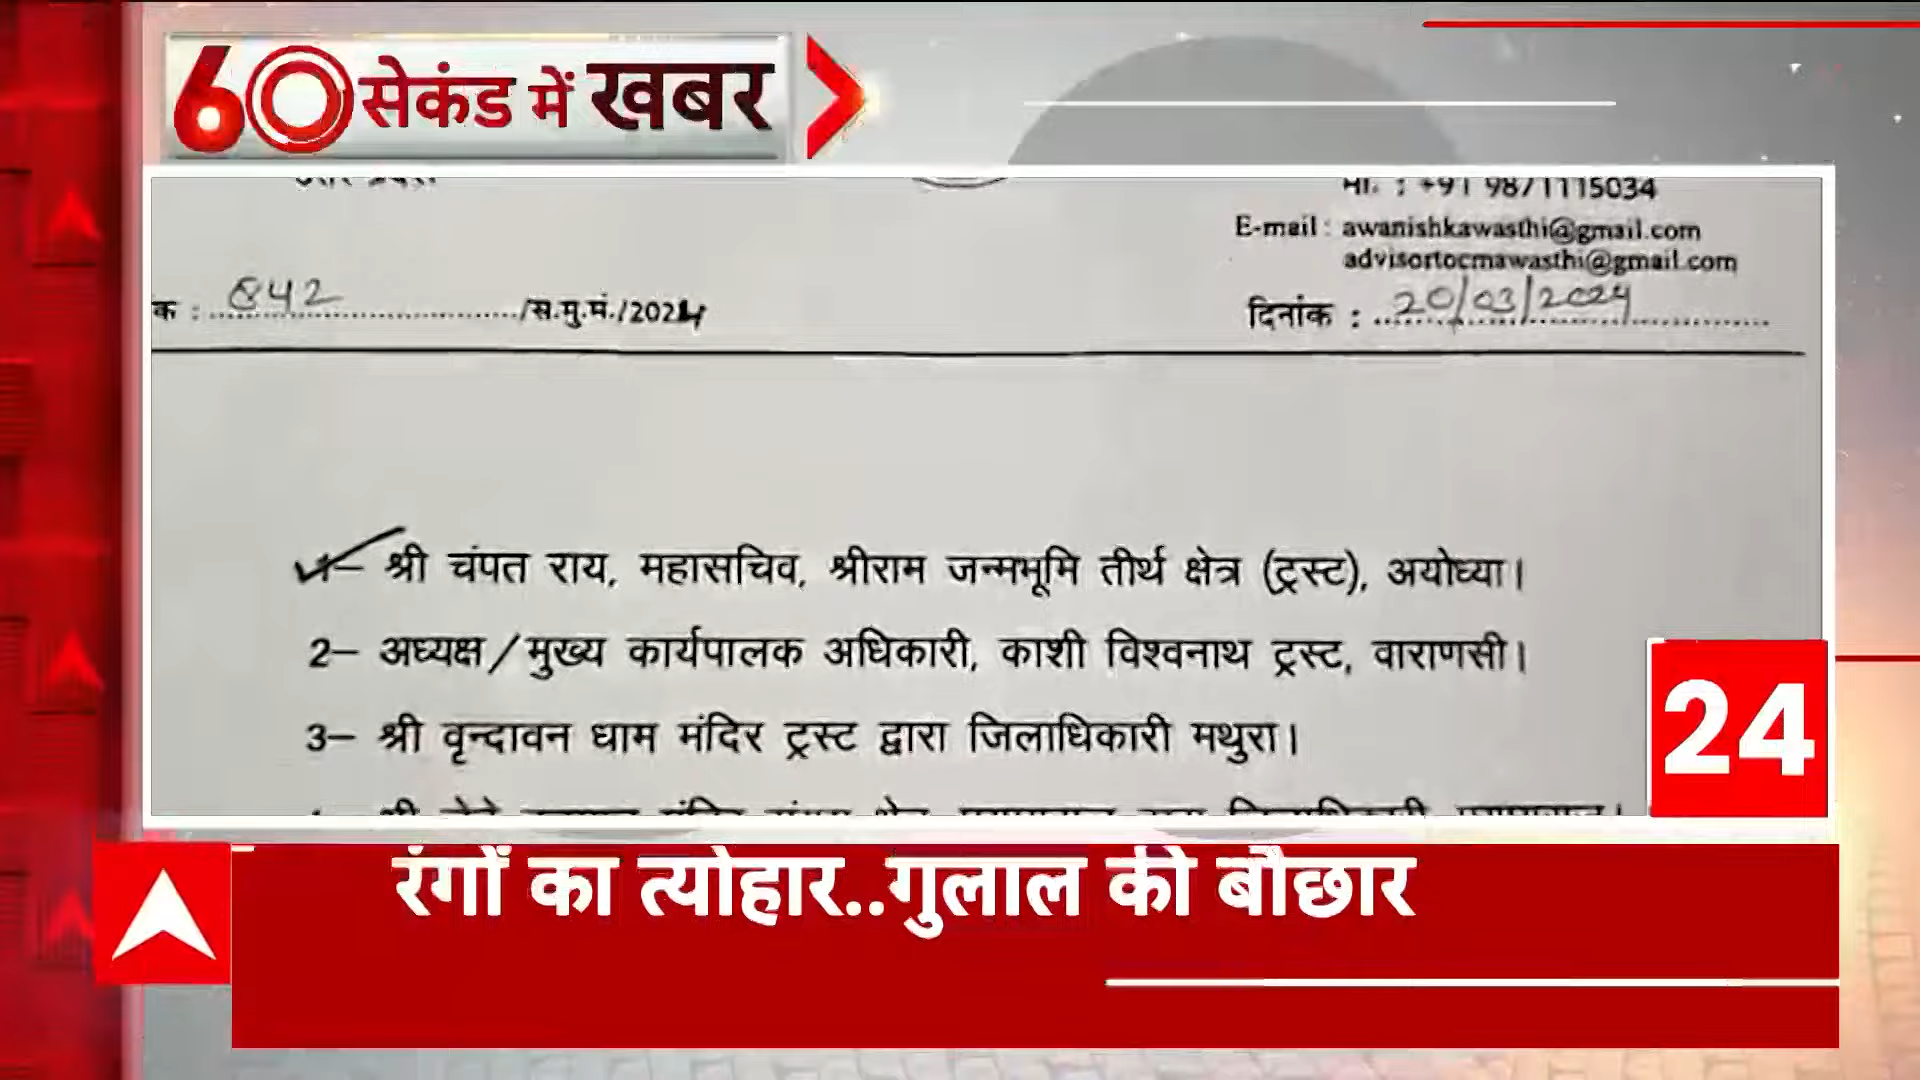 60 सेकंड में खबर
मो. : +91 9871115034
E-mail : awanishkawasthi@gmail.com
advisortocmawasthi@gmail.com
क : 842 /स.मु.मं./2024
दिनांक : 20/03/2024
1– श्री चंपत राय, महासचिव, श्रीराम जन्मभूमि तीर्थ क्षेत्र (ट्रस्ट), अयोध्या।
2– अध्यक्ष/मुख्य कार्यपालक अधिकारी, काशी विश्वनाथ ट्रस्ट, वाराणसी।
3– श्री वृन्दावन धाम मंदिर ट्रस्ट द्वारा जिलाधिकारी मथुरा।
24
रंगों का त्योहार..गुलाल की बौछार